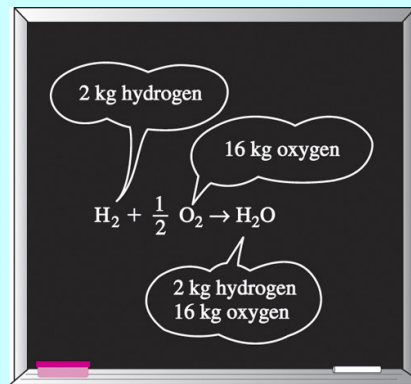 2 kg hydrogen
16 kg oxygen
H₂ + 1/2 O₂ → H₂O
2 kg hydrogen
16 kg oxygen